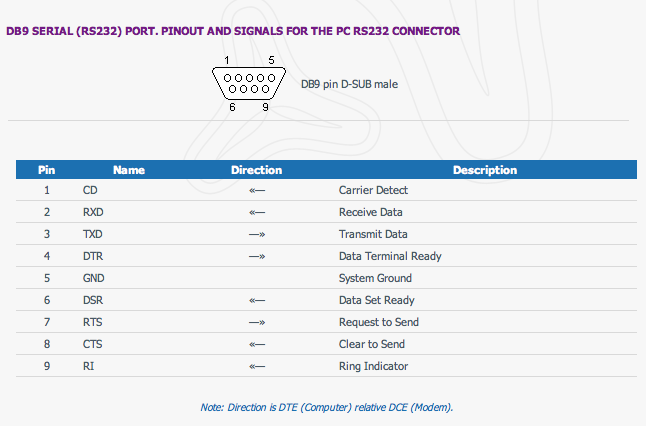 DB9 SERIAL (RS232) PORT. PINOUT AND SIGNALS FOR THE PC RS232 CONNECTOR
1 5
DB9 pin D-SUB male
6 9
Pin Name Direction Description
1 CD «— Carrier Detect
2 RXD «— Receive Data
3 TXD —» Transmit Data
4 DTR —» Data Terminal Ready
5 GND System Ground
6 DSR «— Data Set Ready
7 RTS —» Request to Send
8 CTS «— Clear to Send
9 RI «— Ring Indicator
Note: Direction is DTE (Computer) relative DCE (Modem).